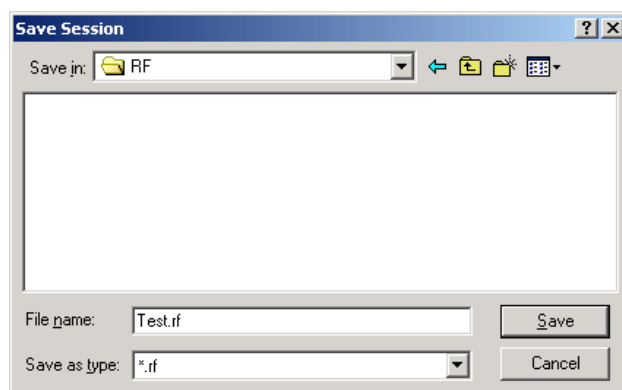 Save Session
Save in: RF
File name: Test.rf
Save
Save as type: *.rf
Cancel